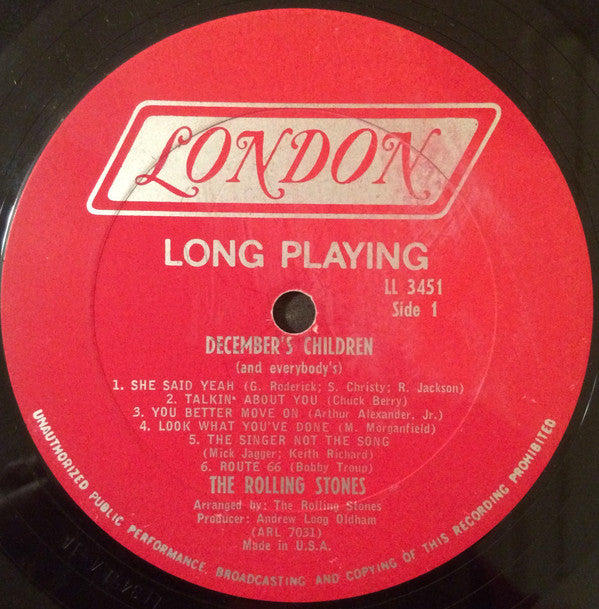 LONDON
LONG PLAYING
LL 3451
Side 1
DECEMBER'S CHILDREN
(and everybody's)
1. SHE SAID YEAH (G. Roderick; S. Christy; R. Jackson)
2. TALKIN' ABOUT YOU (Chuck Berry)
3. YOU BETTER MOVE ON (Arthur Alexander, Jr.)
4. LOOK WHAT YOU'VE DONE (M. Morganfield)
5. THE SINGER NOT THE SONG
(Mick Jagger; Keith Richard)
6. ROUTE 66 (Bobby Troup)
THE ROLLING STONES
Arranged by: The Rolling Stones
Producer: Andrew Loog Oldham
(ARL 7031)
Made in U.S.A.
UNAUTHORIZED PUBLIC PERFORMANCE, BROADCASTING AND COPYING OF THIS RECORDING PROHIBITED